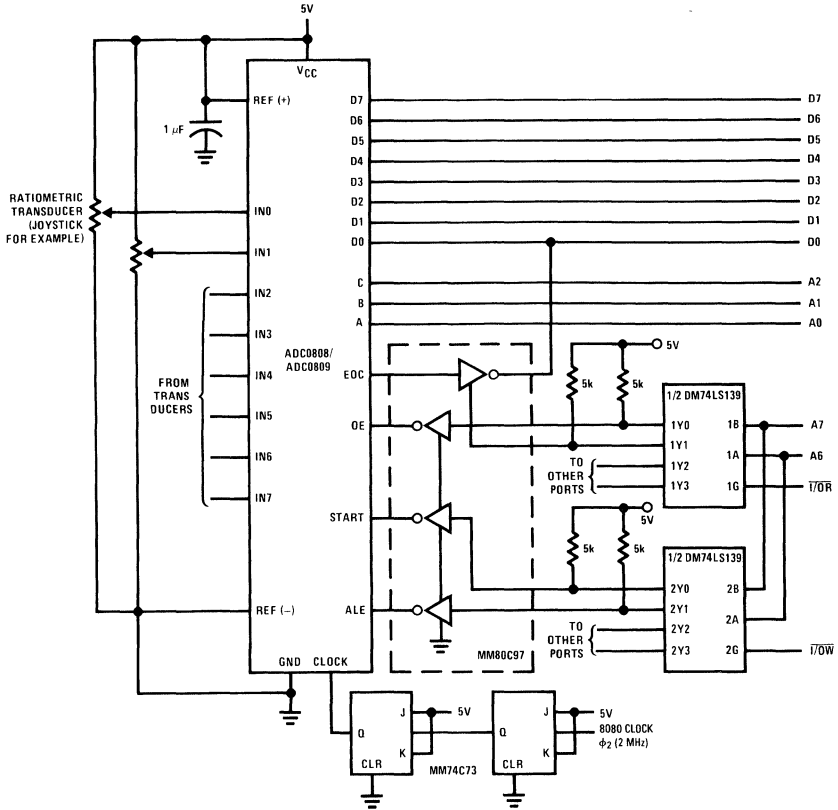 5V
VCC
REF (+)
1 µF
D7
D6
D5
D4
D3
D2
D1
D0
D7
D6
D5
D4
D3
D2
D1
D0
RATIOMETRIC
TRANSDUCER
(JOYSTICK
FOR EXAMPLE)
IN0
IN1
IN2
IN3
IN4
IN5
IN6
IN7
FROM
TRANS
DUCERS
ADC0808/
ADC0809
C
B
A
A2
A1
A0
EOC
OE
START
ALE
REF (−)
GND
CLOCK
MM80C97
5V
5k
5k
1/2 DM74LS139
1Y0
1Y1
1Y2
1Y3
1B
1A
1G
A7
A6
I/OR
TO
OTHER
PORTS
5V
5k
5k
1/2 DM74LS139
2Y0
2Y1
2Y2
2Y3
2B
2A
2G
I/OW
TO
OTHER
PORTS
J
Q
K
CLR
5V
MM74C73
J
Q
K
CLR
5V
8080 CLOCK
ϕ2 (2 MHz)